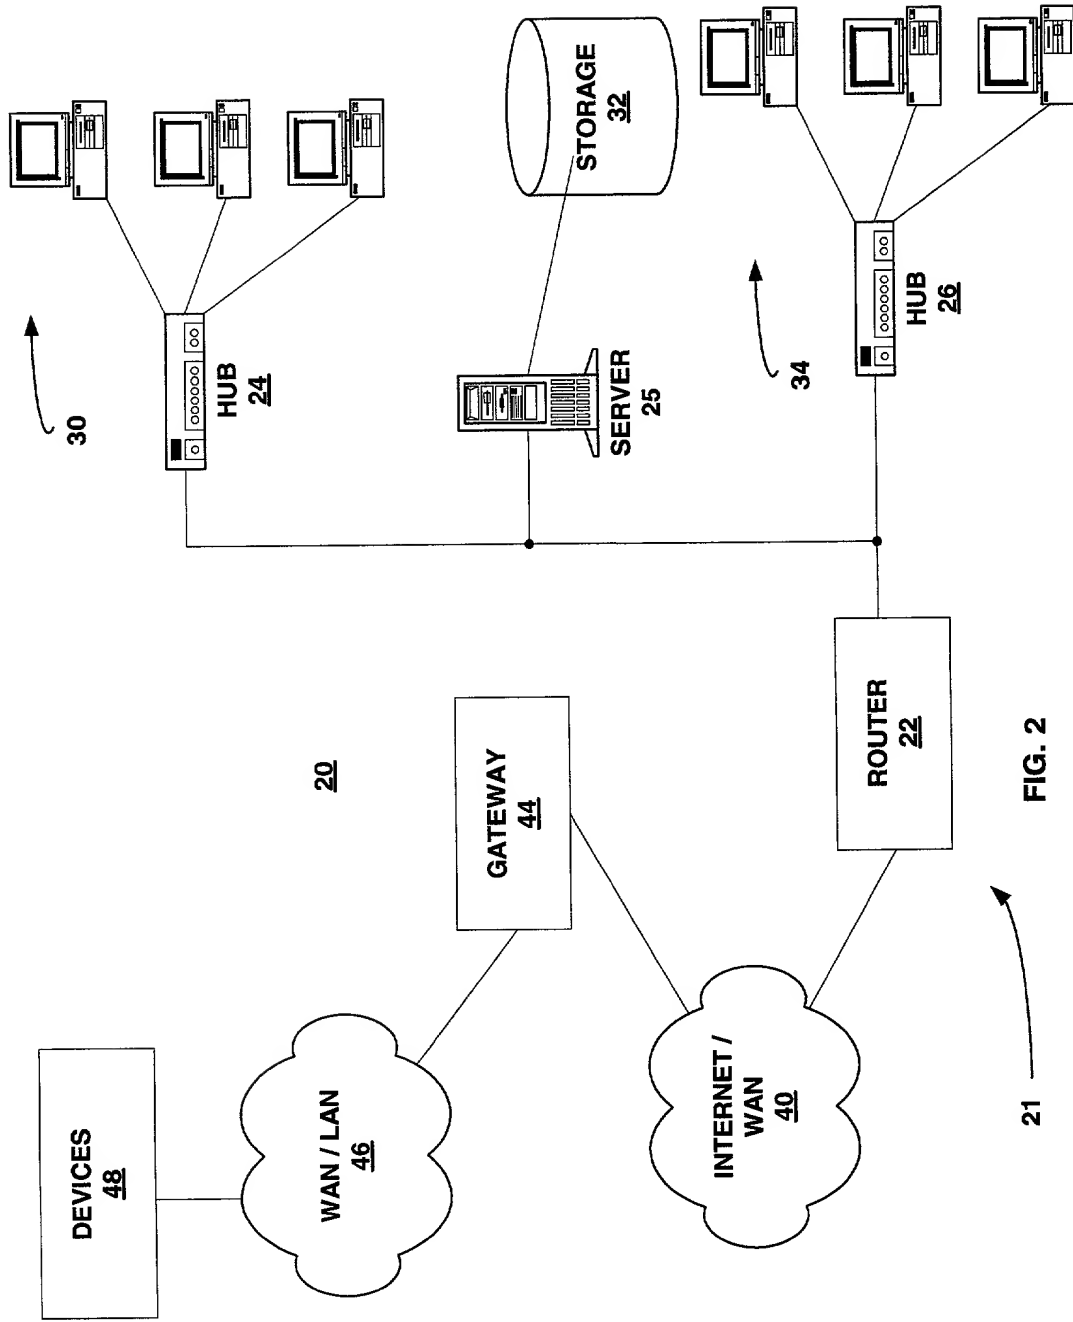 DEVICES
48
WAN / LAN
46
GATEWAY
44
INTERNET /
WAN
40
20
ROUTER
22
21
30
HUB
24
SERVER
25
STORAGE
32
34
HUB
26
FIG. 2